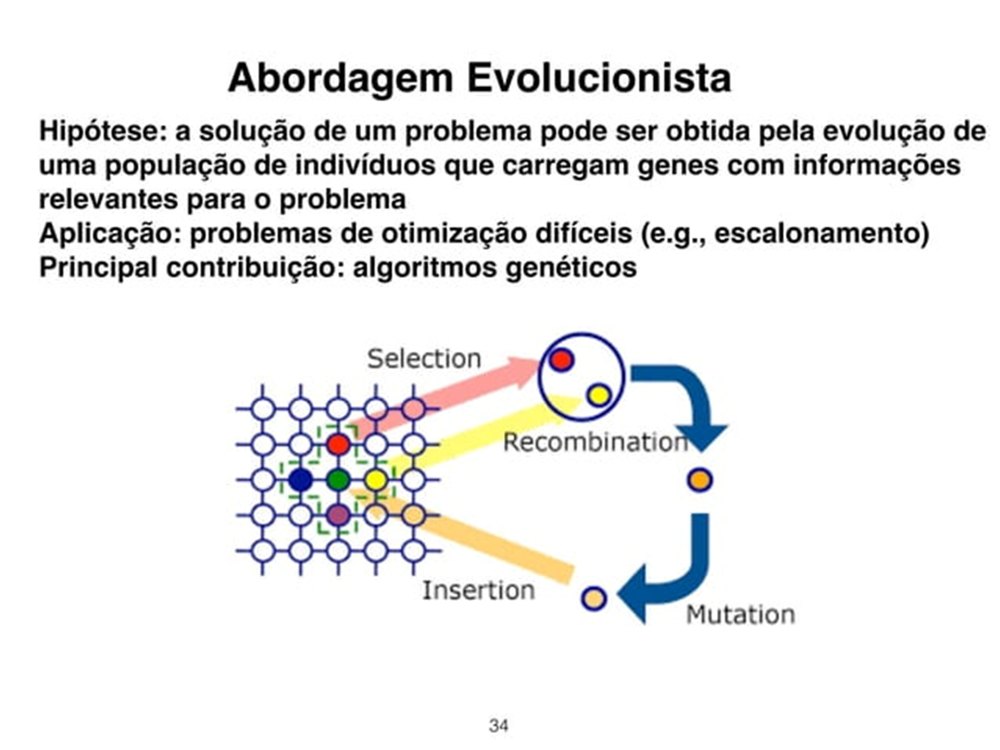 Abordagem Evolucionista
Hipótese: a solução de um problema pode ser obtida pela evolução de
uma população de indivíduos que carregam genes com informações
relevantes para o problema
Aplicação: problemas de otimização difíceis (e.g., escalonamento)
Principal contribuição: algoritmos genéticos
Selection
Recombination
Insertion
Mutation
34